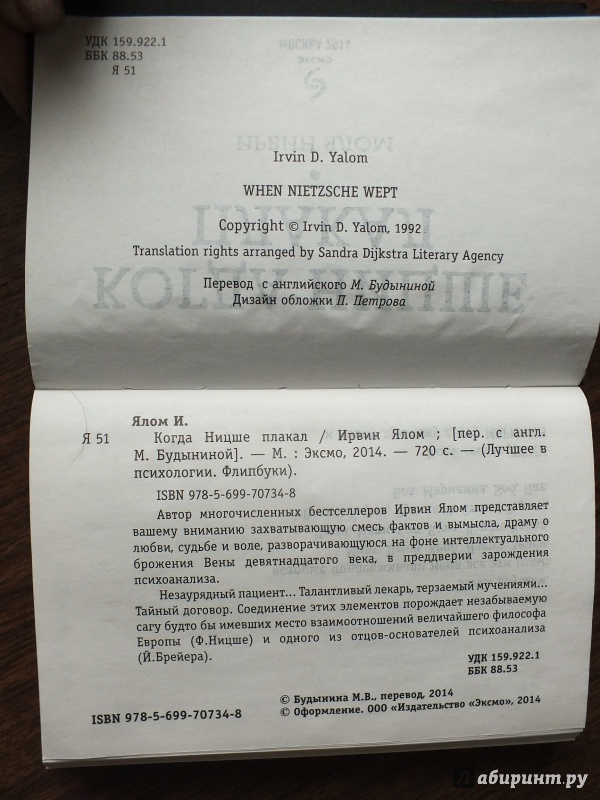 УДК 159.922.1
ББК 88.53
Я 51
Irvin D. Yalom
WHEN NIETZSCHE WEPT
Copyright © Irvin D. Yalom, 1992
Translation rights arranged by Sandra Dijkstra Literary Agency
Перевод с английского М. Будыниной
Дизайн обложки П. Петрова
Ялом И.
Я 51 Когда Ницше плакал / Ирвин Ялом ; [пер. с англ.
М. Будыниной]. — М. : Эксмо, 2014. — 720 с. — (Лучшее в
психологии. Флипбуки).
ISBN 978-5-699-70734-8
Автор многочисленных бестселлеров Ирвин Ялом представляет
вашему вниманию захватывающую смесь фактов и вымысла, драму о
любви, судьбе и воле, разворачивающуюся на фоне интеллектуального
брожения Вены девятнадцатого века, в преддверии зарождения
психоанализа.
Незаурядный пациент... Талантливый лекарь, терзаемый мучениями...
Тайный договор. Соединение этих элементов порождает незабываемую
сагу будто бы имевших место взаимоотношений величайшего философа
Европы (Ф.Ницше) и одного из отцов-основателей психоанализа
(Й.Брейера).
УДК 159.922.1
ББК 88.53
© Будынина М.В., перевод, 2014
ISBN 978-5-699-70734-8 © Оформление. ООО «Издательство «Эксмо», 2014
Лабиринт.ру